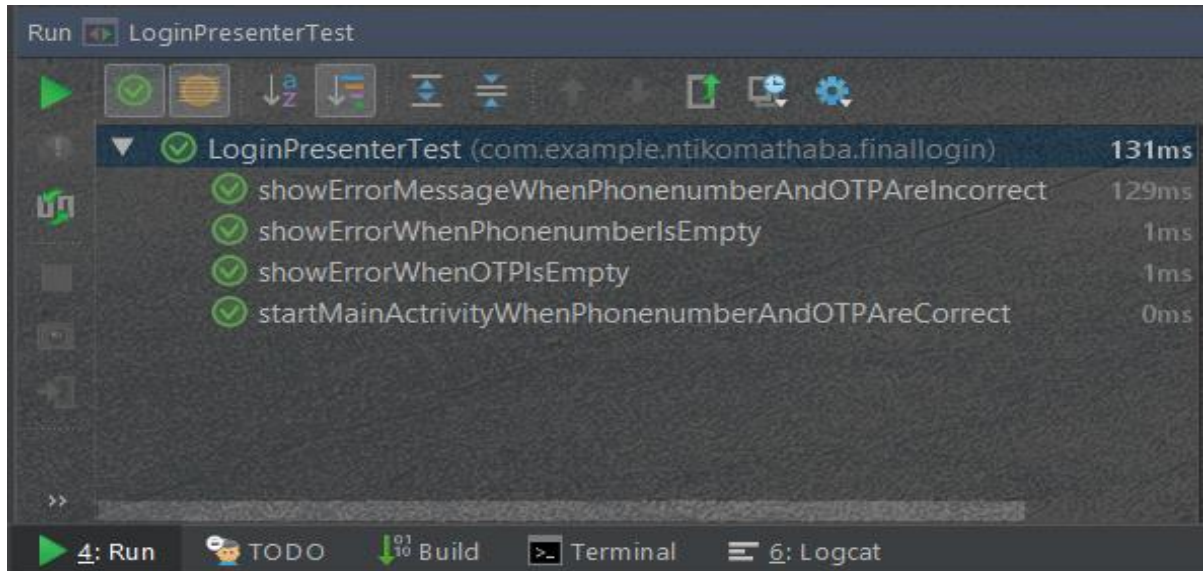 Run LoginPresenterTest
LoginPresenterTest (com.example.ntikomathaba.finallogin) 131ms
showErrorMessageWhenPhonenumberAndOTPAreIncorrect 129ms
showErrorWhenPhonenumberIsEmpty 1ms
showErrorWhenOTPIsEmpty 1ms
startMainActrivityWhenPhonenumberAndOTPAreCorrect 0ms
4: Run TODO Build Terminal 6: Logcat